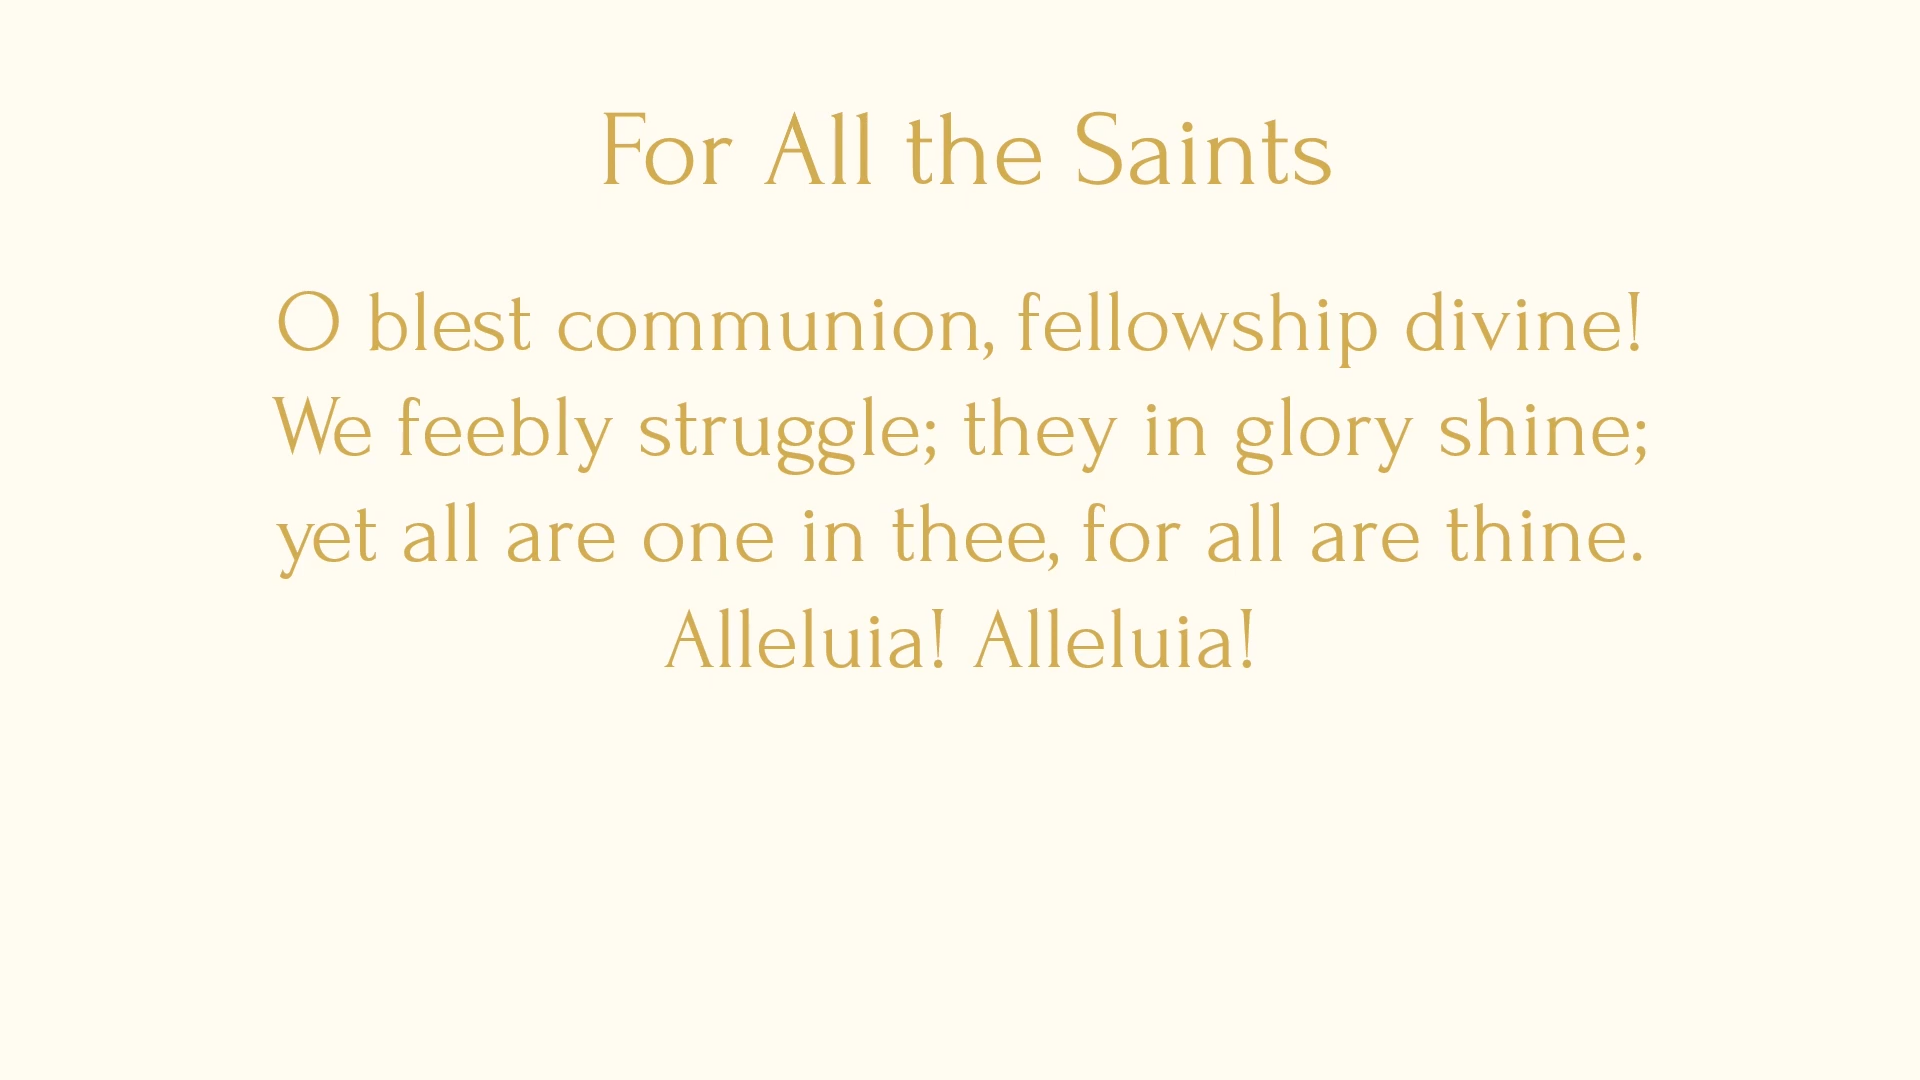 For All the Saints
O blest communion, fellowship divine!
We feebly struggle; they in glory shine;
yet all are one in thee, for all are thine.
Alleluia! Alleluia!